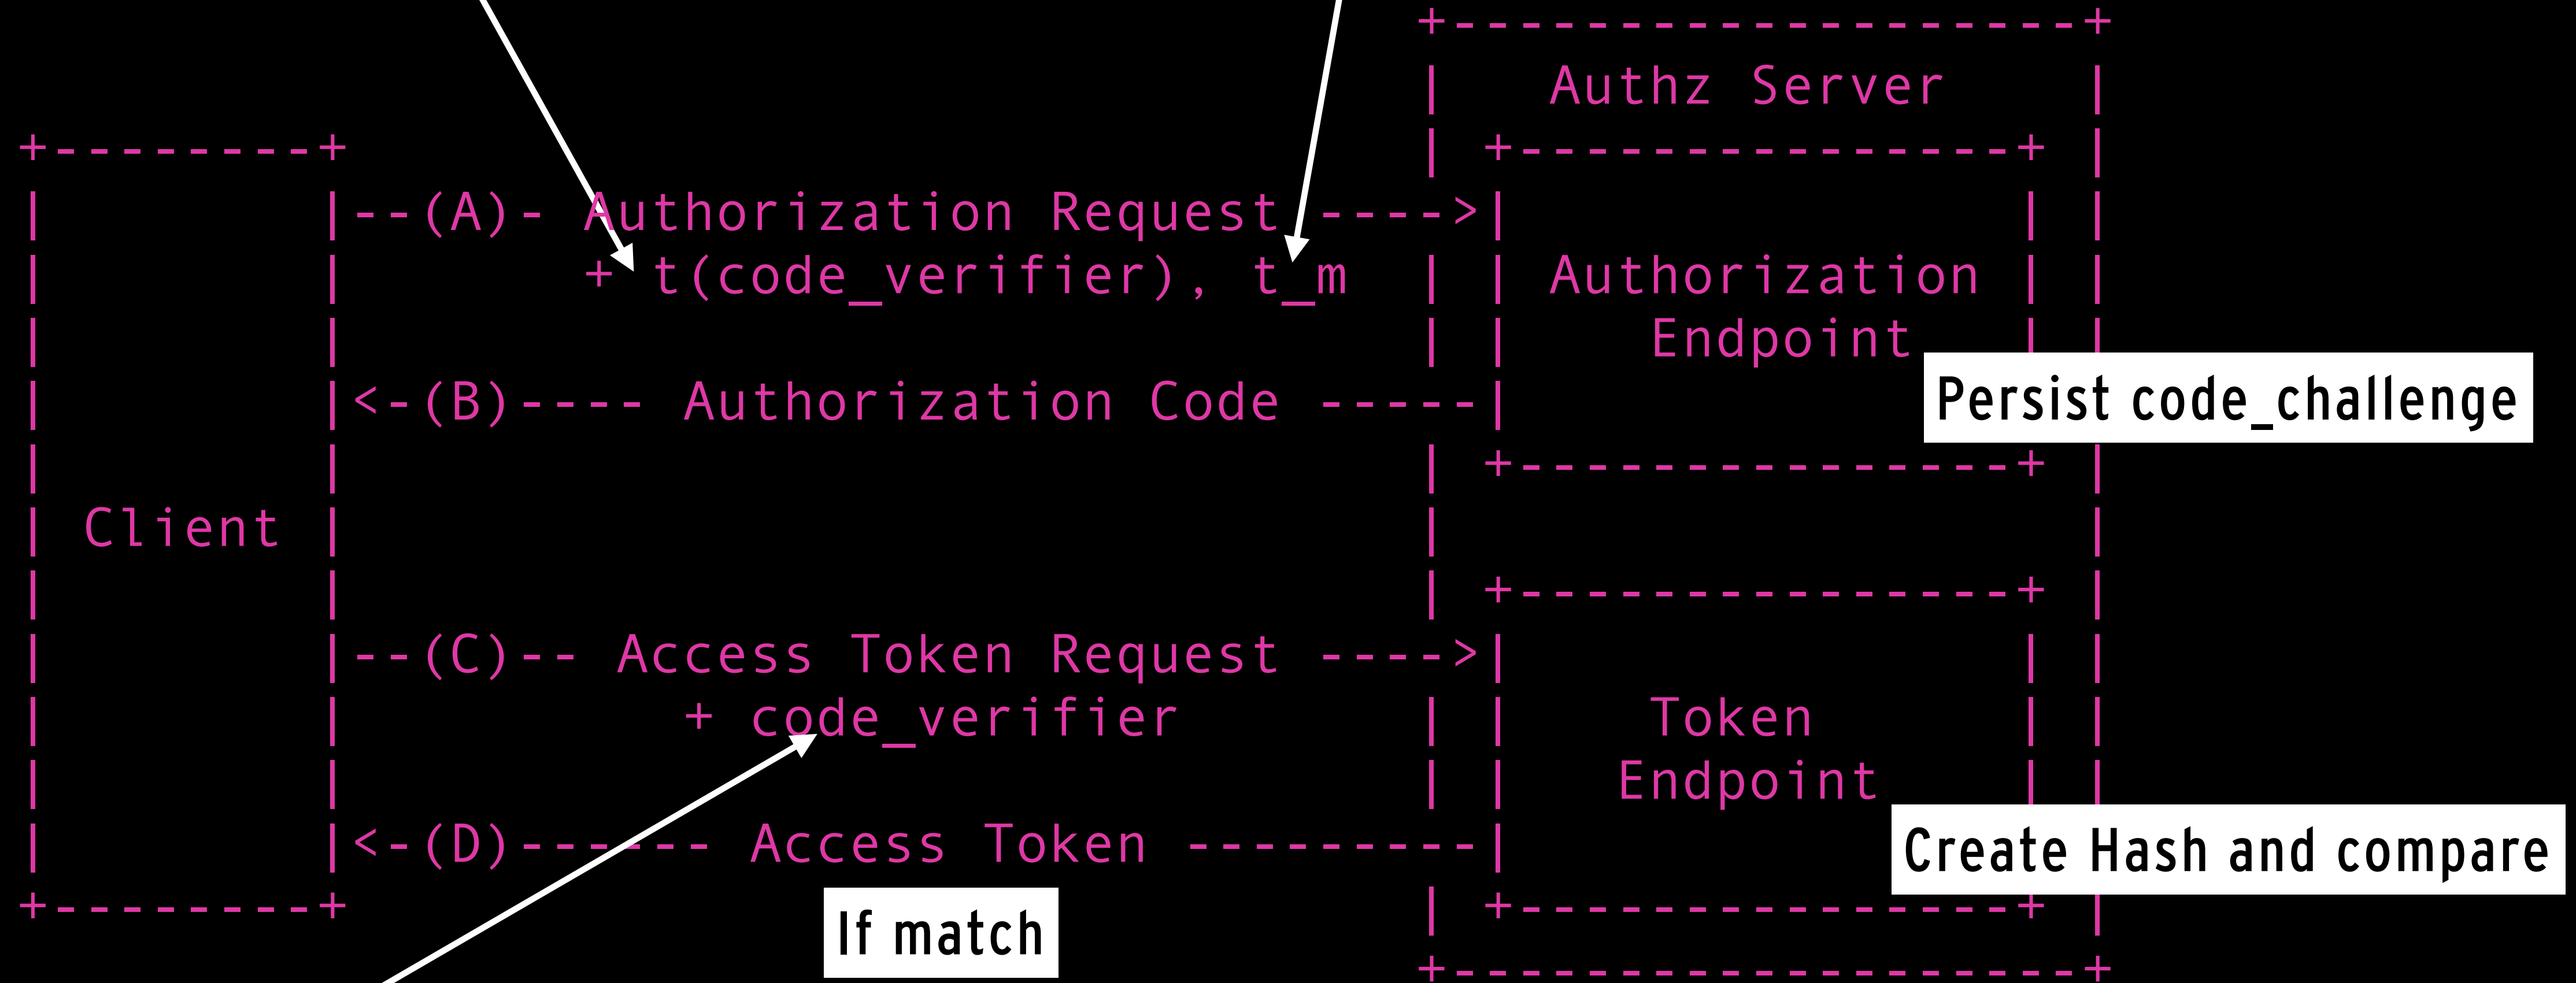 Authz Server
--(A)- Authorization Request ---->
+ t(code_verifier), t_m
Authorization
Endpoint
Persist code_challenge
<-(B)---- Authorization Code -----
Client
--(C)-- Access Token Request ---->
+ code_verifier
Token
Endpoint
<-(D)------ Access Token ---------
Create Hash and compare
If match